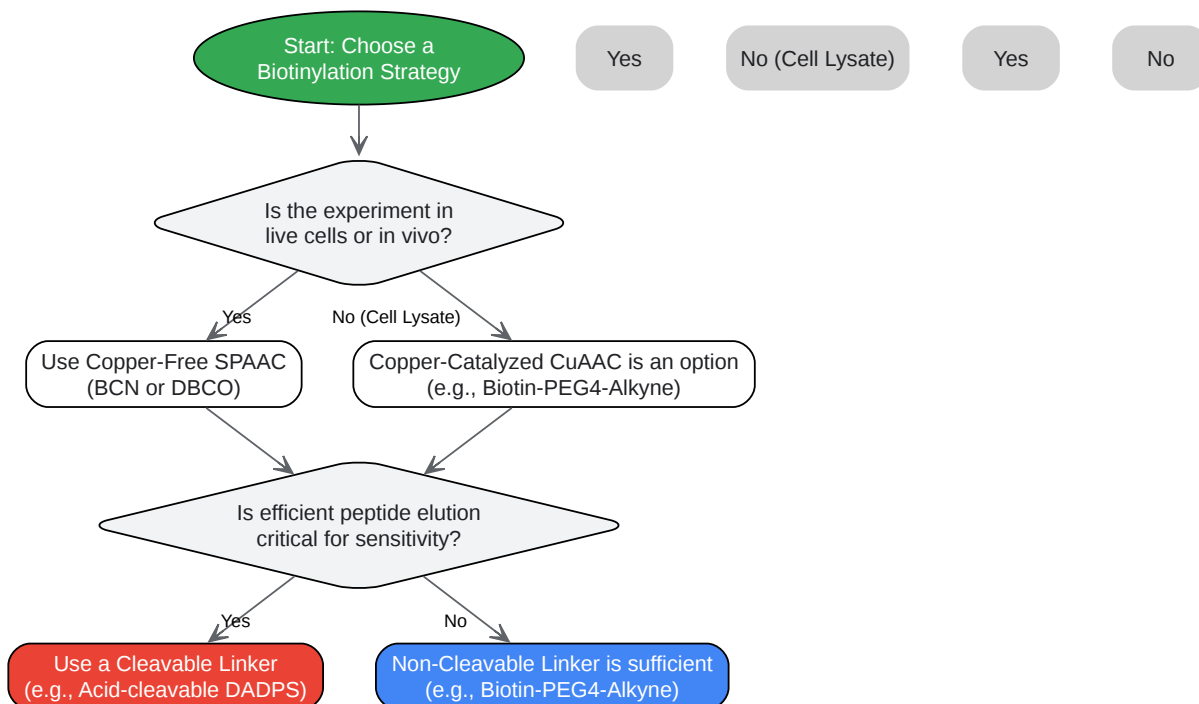 Start: Choose a
Biotinylation Strategy
Yes
No (Cell Lysate)
Yes
No
Is the experiment in
live cells or in vivo?
Yes
No (Cell Lysate)
Use Copper-Free SPAAC
(BCN or DBCO)
Copper-Catalyzed CuAAC is an option
(e.g., Biotin-PEG4-Alkyne)
Is efficient peptide elution
critical for sensitivity?
Yes
No
Use a Cleavable Linker
(e.g., Acid-cleavable DADPS)
Non-Cleavable Linker is sufficient
(e.g., Biotin-PEG4-Alkyne)